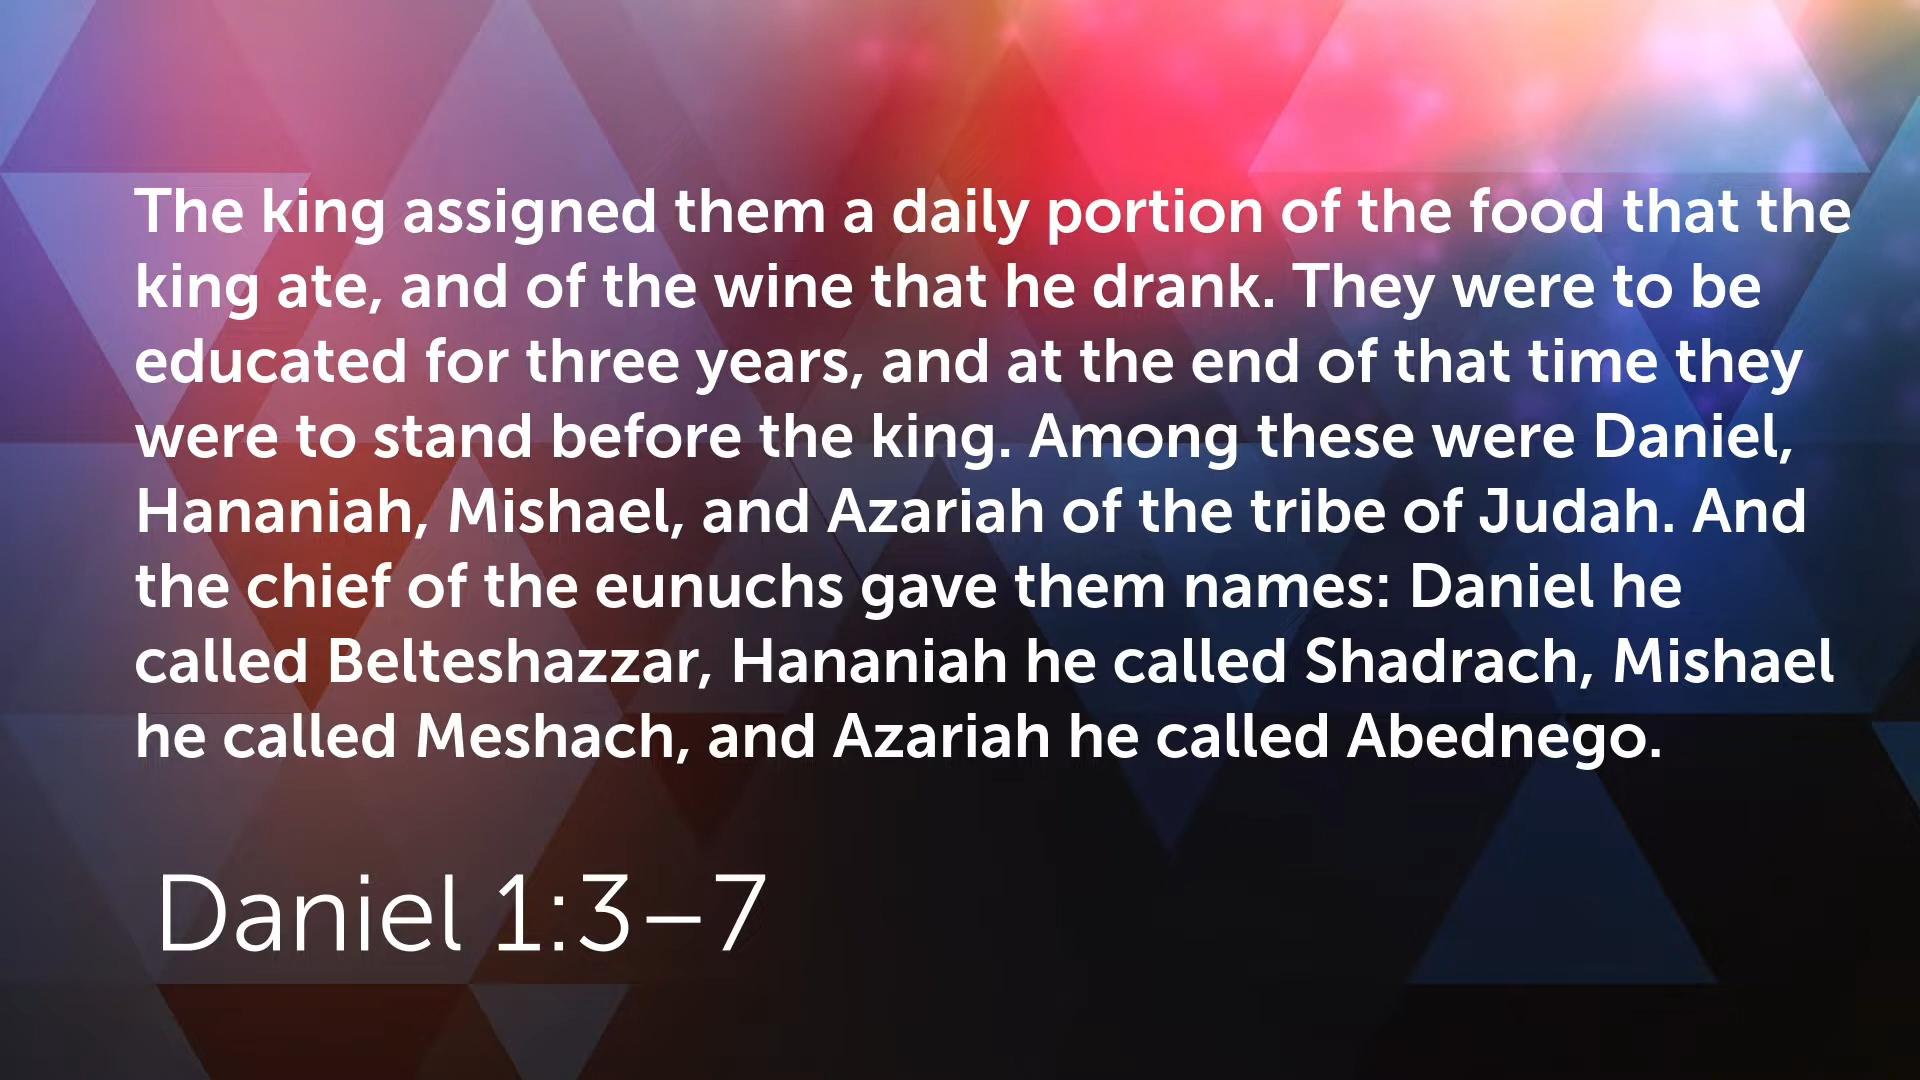 The king assigned them a daily portion of the food that the
king ate, and of the wine that he drank. They were to be
educated for three years, and at the end of that time they
were to stand before the king. Among these were Daniel,
Hananiah, Mishael, and Azariah of the tribe of Judah. And
the chief of the eunuchs gave them names: Daniel he
called Belteshazzar, Hananiah he called Shadrach, Mishael
he called Meshach, and Azariah he called Abednego.
Daniel 1:3–7